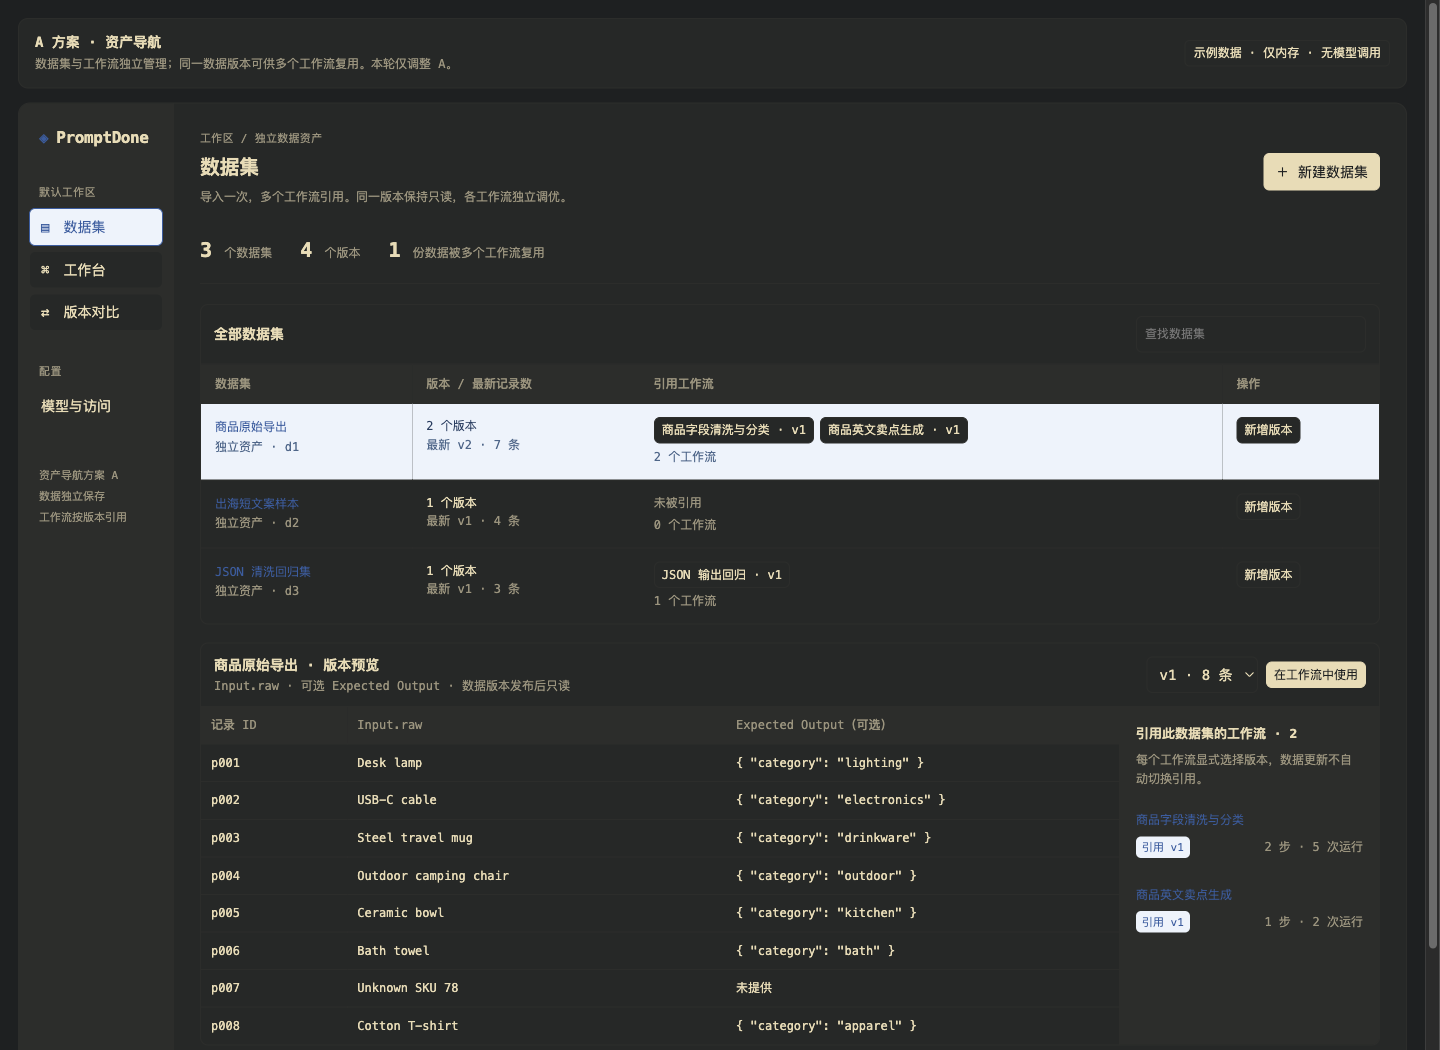 A 方案 · 资产导航
数据集与工作流独立管理；同一数据版本可供多个工作流复用。本轮仅调整 A。
示例数据 · 仅内存 · 无模型调用
◈ PromptDone
默认工作区
▤ 数据集
⌘ 工作台
⇄ 版本对比
配置
模型与访问
资产导航方案 A
数据独立保存
工作流按版本引用
工作区 / 独立数据资产
数据集
导入一次，多个工作流引用。同一版本保持只读，各工作流独立调优。
+ 新建数据集
3 个数据集 4 个版本 1 份数据被多个工作流复用
全部数据集
查找数据集
数据集 版本 / 最新记录数 引用工作流 操作
商品原始导出 2 个版本 商品字段清洗与分类 · v1 商品英文卖点生成 · v1 新增版本
独立资产 · d1 最新 v2 · 7 条 2 个工作流
出海短文案样本 1 个版本 未被引用 新增版本
独立资产 · d2 最新 v1 · 4 条 0 个工作流
JSON 清洗回归集 1 个版本 JSON 输出回归 · v1 新增版本
独立资产 · d3 最新 v1 · 3 条 1 个工作流
商品原始导出 · 版本预览
Input.raw · 可选 Expected Output · 数据版本发布后只读
v1 · 8 条 在工作流中使用
记录 ID Input.raw Expected Output (可选)
p001 Desk lamp { "category": "lighting" }
p002 USB-C cable { "category": "electronics" }
p003 Steel travel mug { "category": "drinkware" }
p004 Outdoor camping chair { "category": "outdoor" }
p005 Ceramic bowl { "category": "kitchen" }
p006 Bath towel { "category": "bath" }
p007 Unknown SKU 78 未提供
p008 Cotton T-shirt { "category": "apparel" }
引用此数据集的工作流 · 2
每个工作流显式选择版本，数据更新不自
动切换引用。
商品字段清洗与分类
引用 v1 2 步 · 5 次运行
商品英文卖点生成
引用 v1 1 步 · 2 次运行